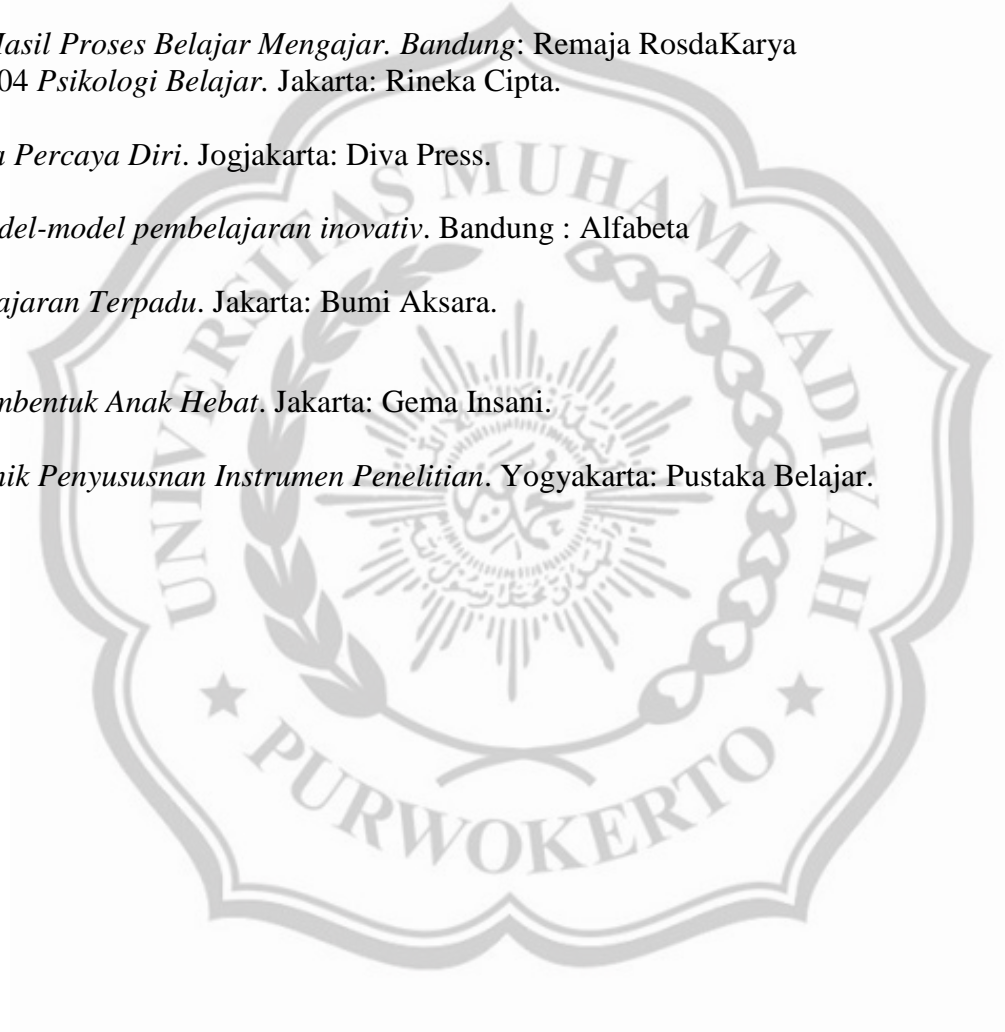 Hasil Proses Belajar Mengajar. Bandung: Remaja RosdaKarya
04 Psikologi Belajar. Jakarta: Rineka Cipta.
Percaya Diri. Jogjakarta: Diva Press.
del-model pembelajaran inovativ. Bandung : Alfabeta
ajaran Terpadu. Jakarta: Bumi Aksara.
mbentuk Anak Hebat. Jakarta: Gema Insani.
nik Penyususnan Instrumen Penelitian. Yogyakarta: Pustaka Belajar.
UNIVERSITAS MUHAMMADIYAH
PURWOKERTO